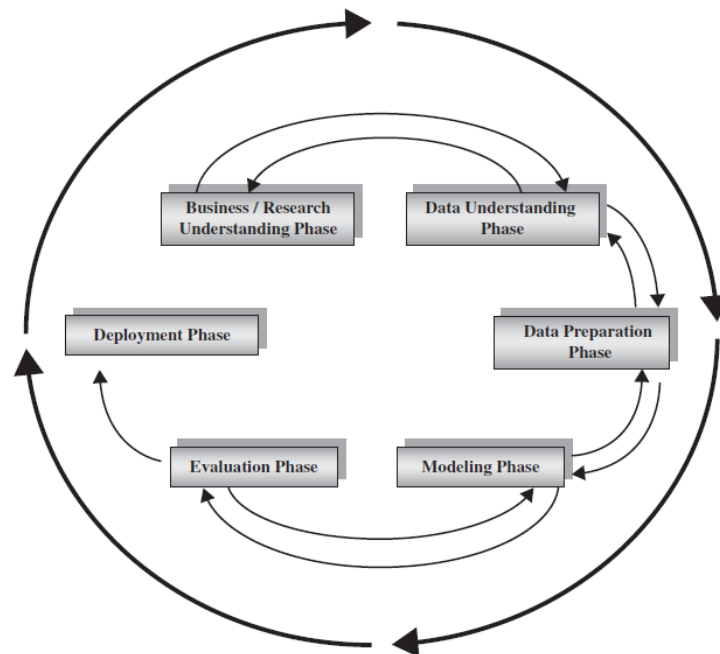 Business / Research
Understanding Phase
Data Understanding
Phase
Deployment Phase
Data Preparation
Phase
Evaluation Phase
Modeling Phase